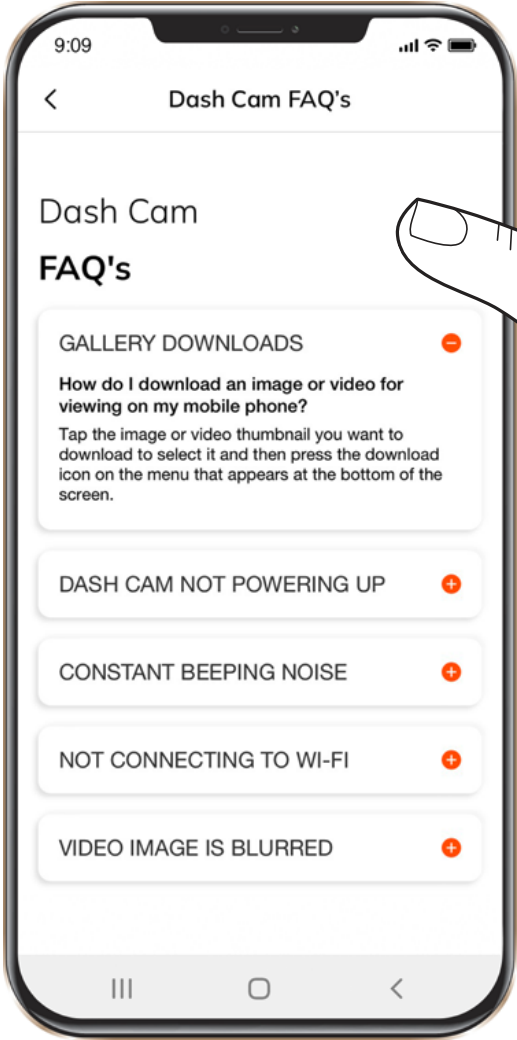 9:09
Dash Cam FAQ's
Dash Cam
FAQ's
GALLERY DOWNLOADS
How do I download an image or video for
viewing on my mobile phone?
Tap the image or video thumbnail you want to
download to select it and then press the download
icon on the menu that appears at the bottom of the
screen.
DASH CAM NOT POWERING UP
CONSTANT BEEPING NOISE
NOT CONNECTING TO WI-FI
VIDEO IMAGE IS BLURRED